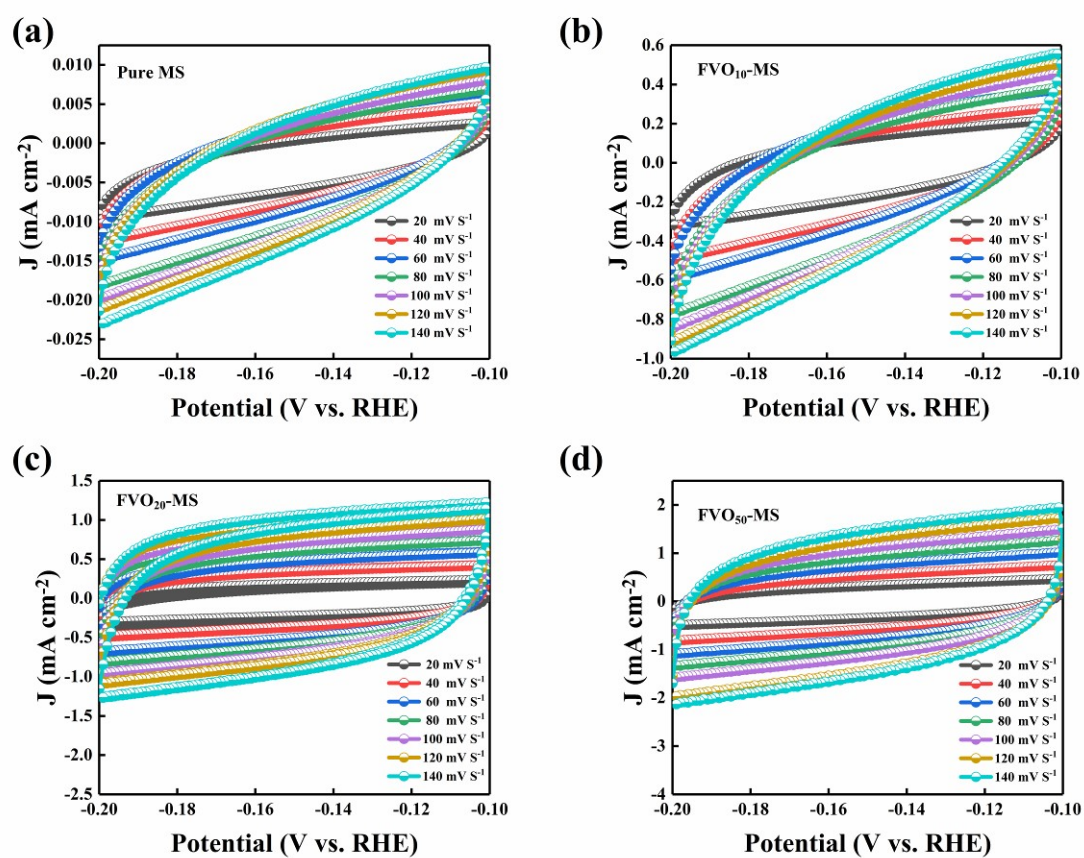 (a)
Pure MS
0.010
0.005
0.000
-0.005
-0.010
-0.015
-0.020
-0.025
J (mA cm⁻²)
20 mV S⁻¹
40 mV S⁻¹
60 mV S⁻¹
80 mV S⁻¹
100 mV S⁻¹
120 mV S⁻¹
140 mV S⁻¹
-0.20 -0.18 -0.16 -0.14 -0.12 -0.10
Potential (V vs. RHE)
(b)
FVO₁₀-MS
0.6
0.4
0.2
0.0
-0.2
-0.4
-0.6
-0.8
-1.0
J (mA cm⁻²)
20 mV S⁻¹
40 mV S⁻¹
60 mV S⁻¹
80 mV S⁻¹
100 mV S⁻¹
120 mV S⁻¹
140 mV S⁻¹
-0.20 -0.18 -0.16 -0.14 -0.12 -0.10
Potential (V vs. RHE)
(c)
FVO₂₀-MS
1.5
1.0
0.5
0.0
-0.5
-1.0
-1.5
-2.0
-2.5
J (mA cm⁻²)
20 mV S⁻¹
40 mV S⁻¹
60 mV S⁻¹
80 mV S⁻¹
100 mV S⁻¹
120 mV S⁻¹
140 mV S⁻¹
-0.20 -0.18 -0.16 -0.14 -0.12 -0.10
Potential (V vs. RHE)
(d)
FVO₅₀-MS
2
1
0
-1
-2
-3
-4
J (mA cm⁻²)
20 mV S⁻¹
40 mV S⁻¹
60 mV S⁻¹
80 mV S⁻¹
100 mV S⁻¹
120 mV S⁻¹
140 mV S⁻¹
-0.20 -0.18 -0.16 -0.14 -0.12 -0.10
Potential (V vs. RHE)